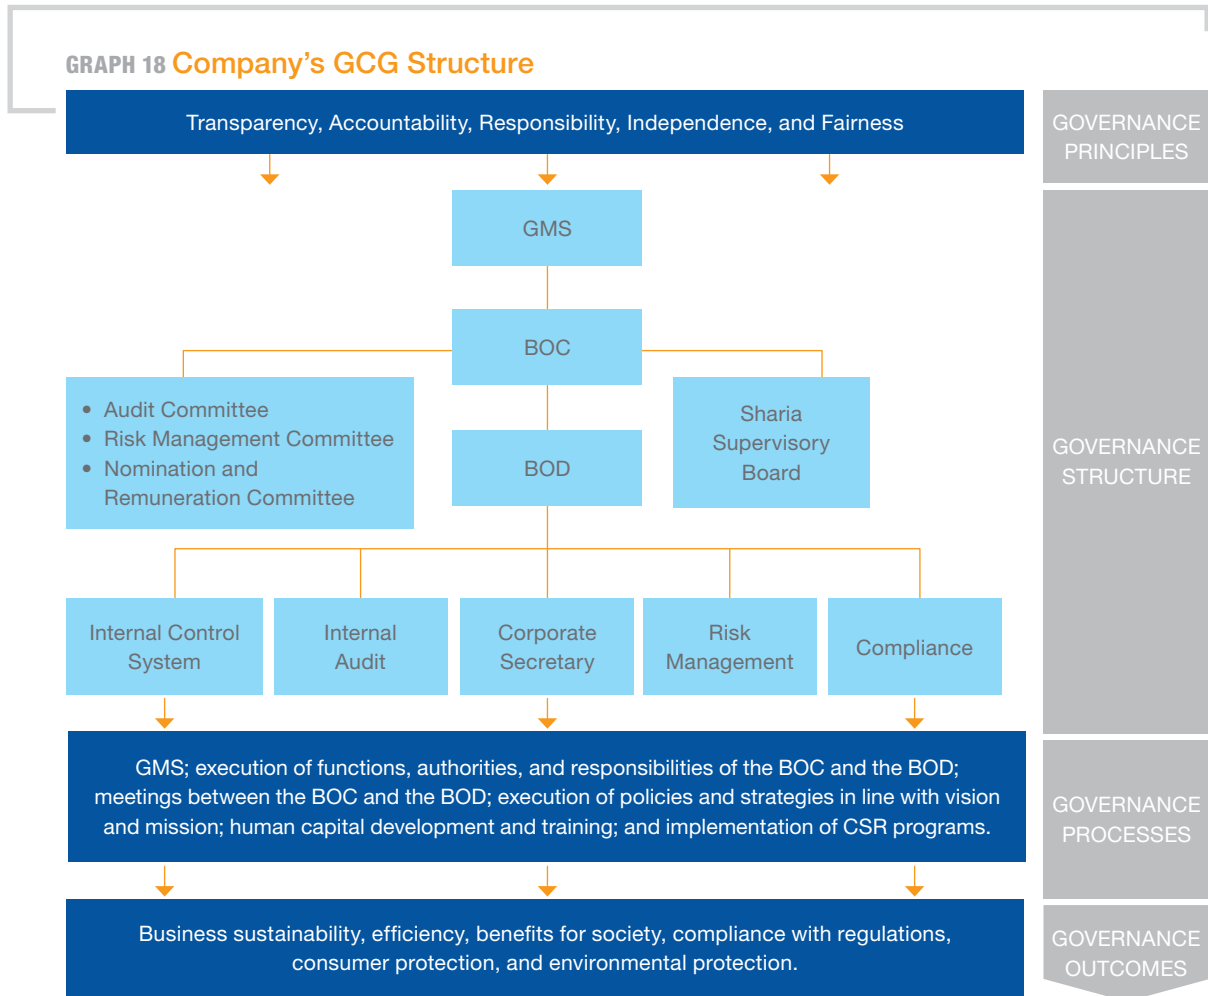 GRAPH 18 Company’s GCG Structure
Transparency, Accountability, Responsibility, Independence, and Fairness
GOVERNANCE
PRINCIPLES
GMS
BOC
• Audit Committee
• Risk Management Committee
• Nomination and
Remuneration Committee
BOD
Sharia
Supervisory
Board
GOVERNANCE
STRUCTURE
Internal Control
System
Internal
Audit
Corporate
Secretary
Risk
Management
Compliance
GMS; execution of functions, authorities, and responsibilities of the BOC and the BOD;
meetings between the BOC and the BOD; execution of policies and strategies in line with vision
and mission; human capital development and training; and implementation of CSR programs.
GOVERNANCE
PROCESSES
Business sustainability, efficiency, benefits for society, compliance with regulations,
consumer protection, and environmental protection.
GOVERNANCE
OUTCOMES